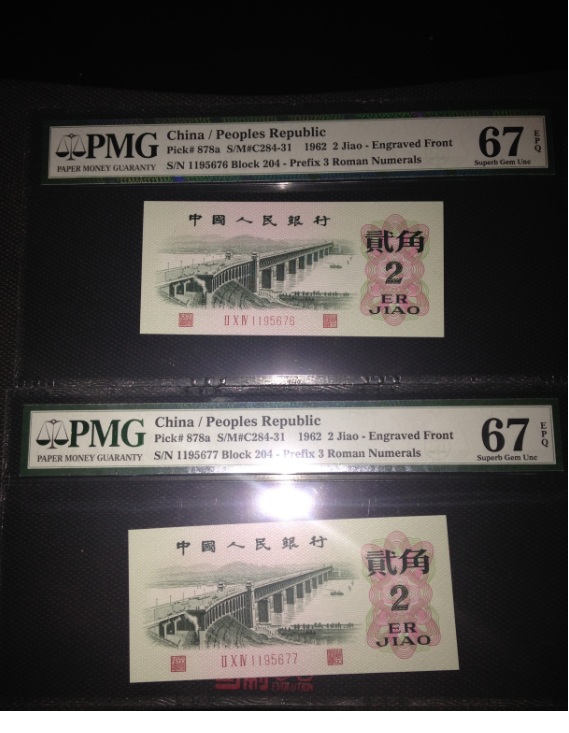 PMG
PAPER MONEY GUARANTY
China / Peoples Republic
Pick# 878a S/M#C284-31 1962 2 Jiao - Engraved Front
S/N 1195676 Block 204 - Prefix 3 Roman Numerals
67 EPQ
Superb Gem Unc
中國人民銀行
貳角
2
ER
JIAO
II X IV 1195676
PMG
PAPER MONEY GUARANTY
China / Peoples Republic
Pick# 878a S/M#C284-31 1962 2 Jiao - Engraved Front
S/N 1195677 Block 204 - Prefix 3 Roman Numerals
67 EPQ
Superb Gem Unc
中國人民銀行
貳角
2
ER
JIAO
II X IV 1195677